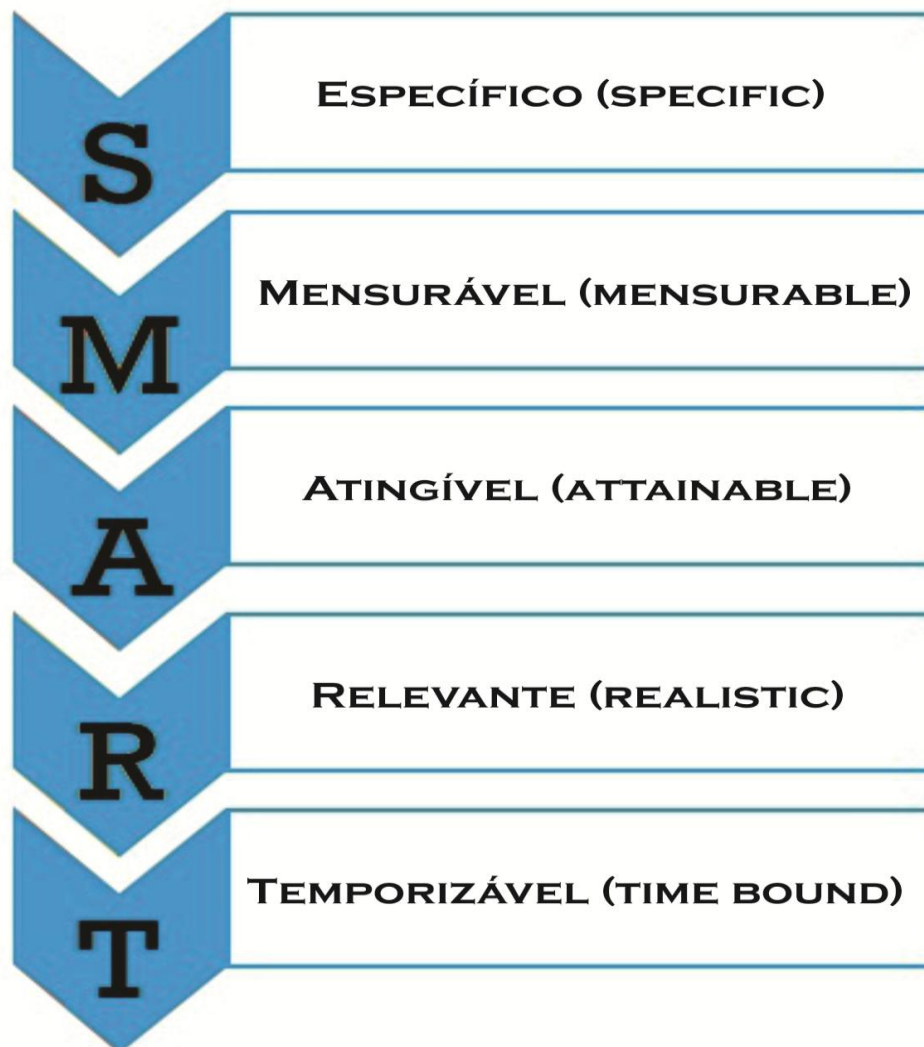 S
ESPECÍFICO (SPECIFIC)
M
MENSURÁVEL (MENSURABLE)
A
ATINGÍVEL (ATTAINABLE)
R
RELEVANTE (REALISTIC)
T
TEMPORIZÁVEL (TIME BOUND)